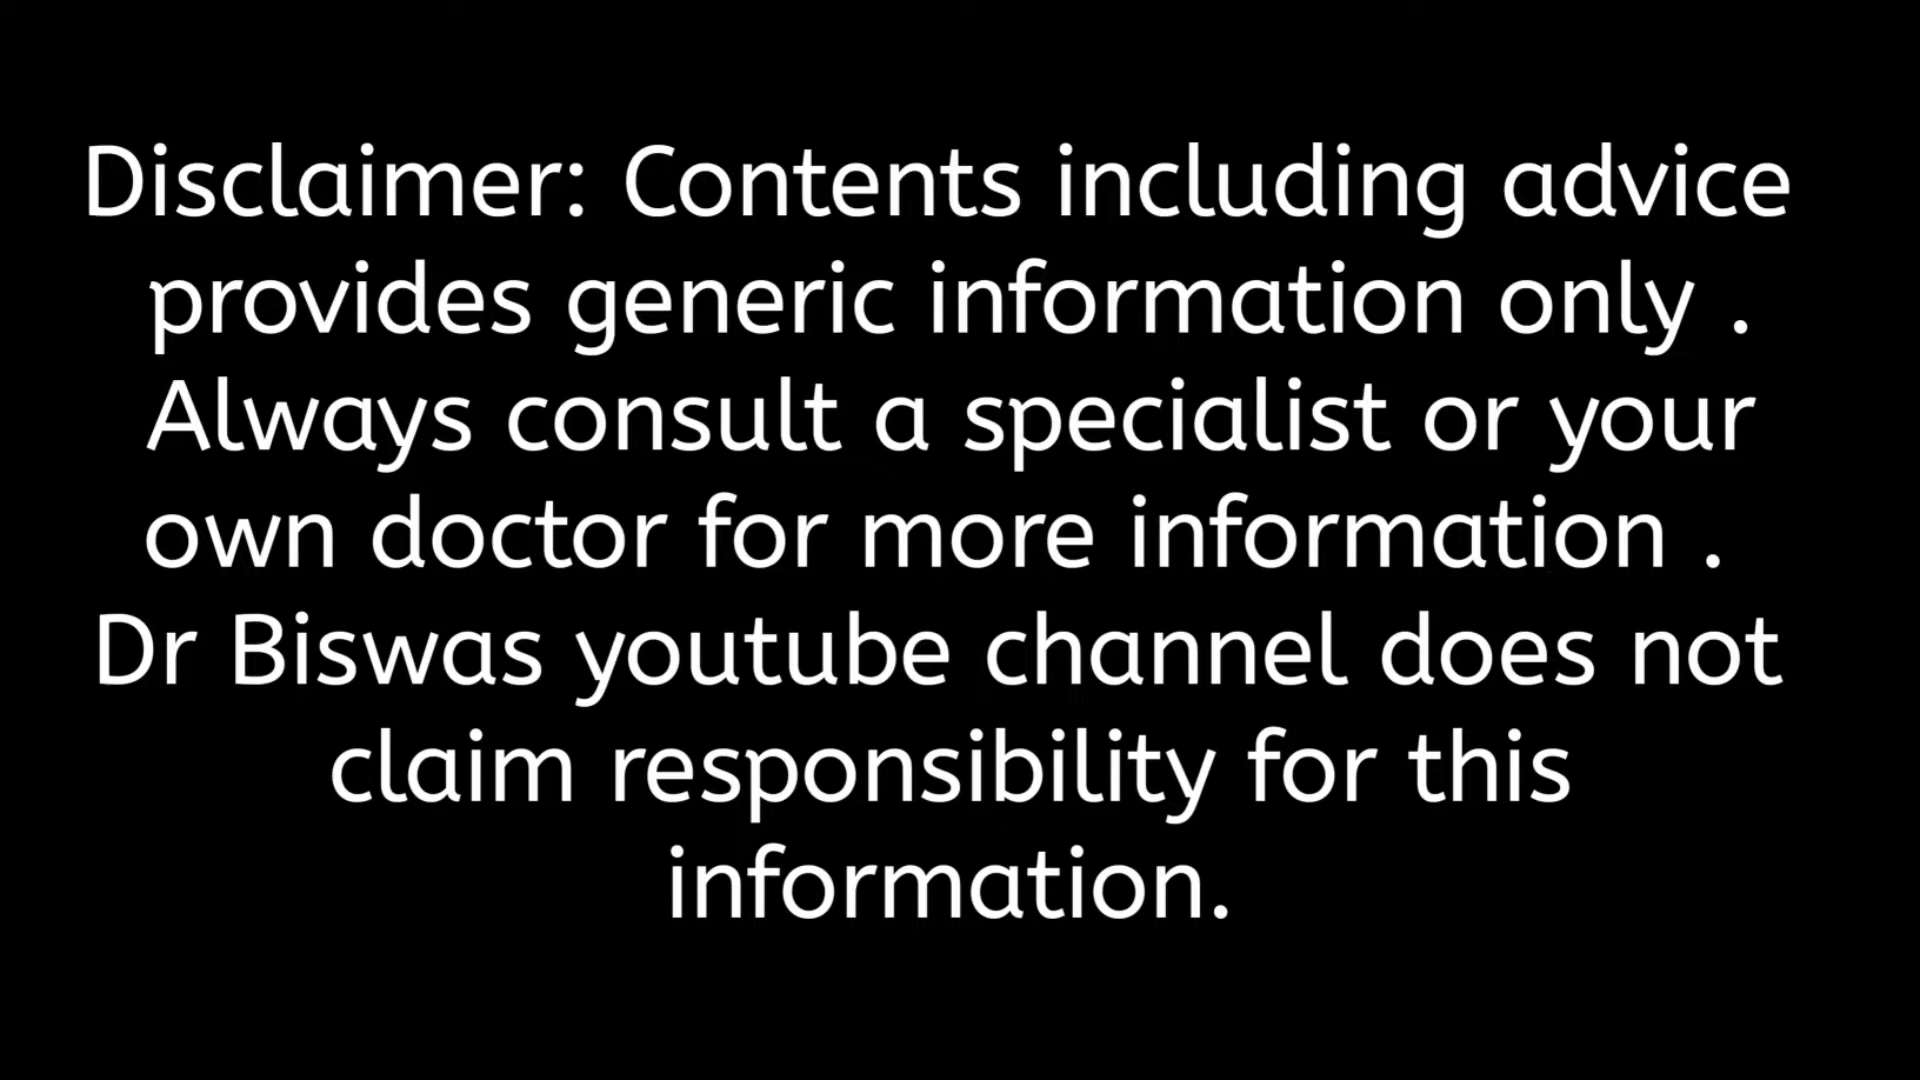 Disclaimer: Contents including advice
provides generic information only .
Always consult a specialist or your
own doctor for more information .
Dr Biswas youtube channel does not
claim responsibility for this
information.